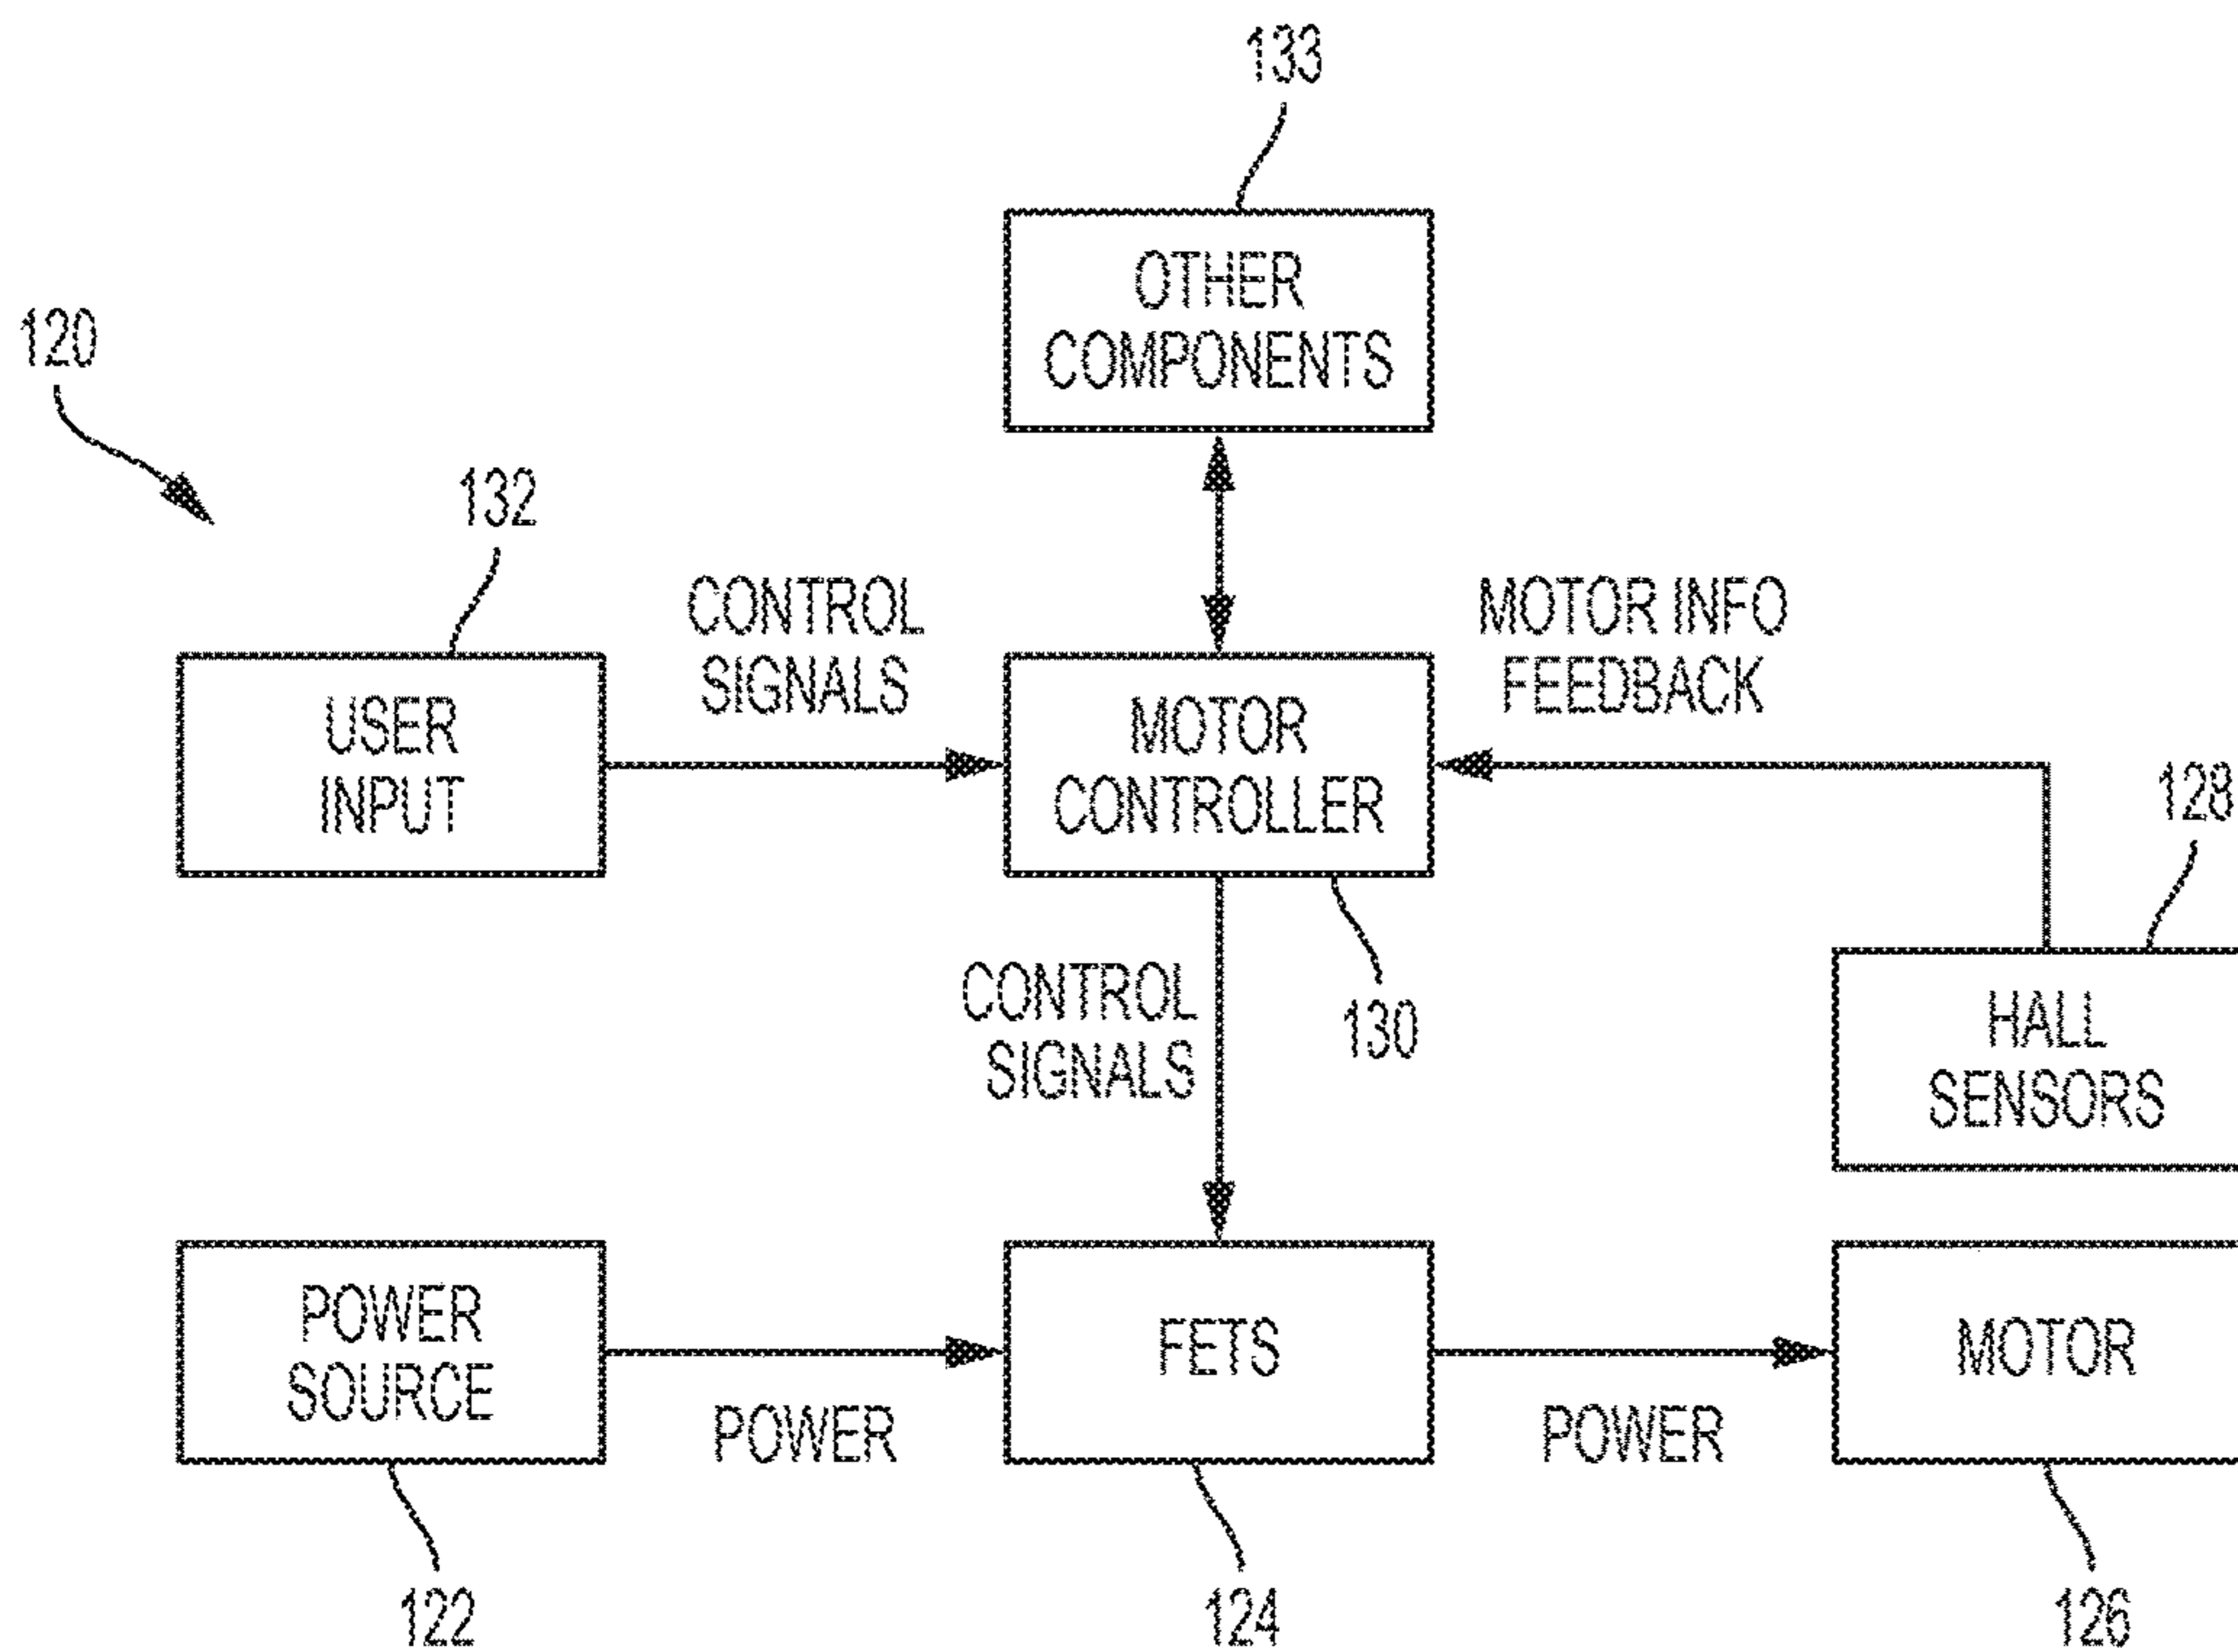 133
OTHER
COMPONENTS
120
132
CONTROL
SIGNALS
MOTOR INFO
FEEDBACK
USER
INPUT
MOTOR
CONTROLLER
128
CONTROL
SIGNALS
130
HALL
SENSORS
POWER
SOURCE
FETS
MOTOR
POWER
POWER
122
124
126